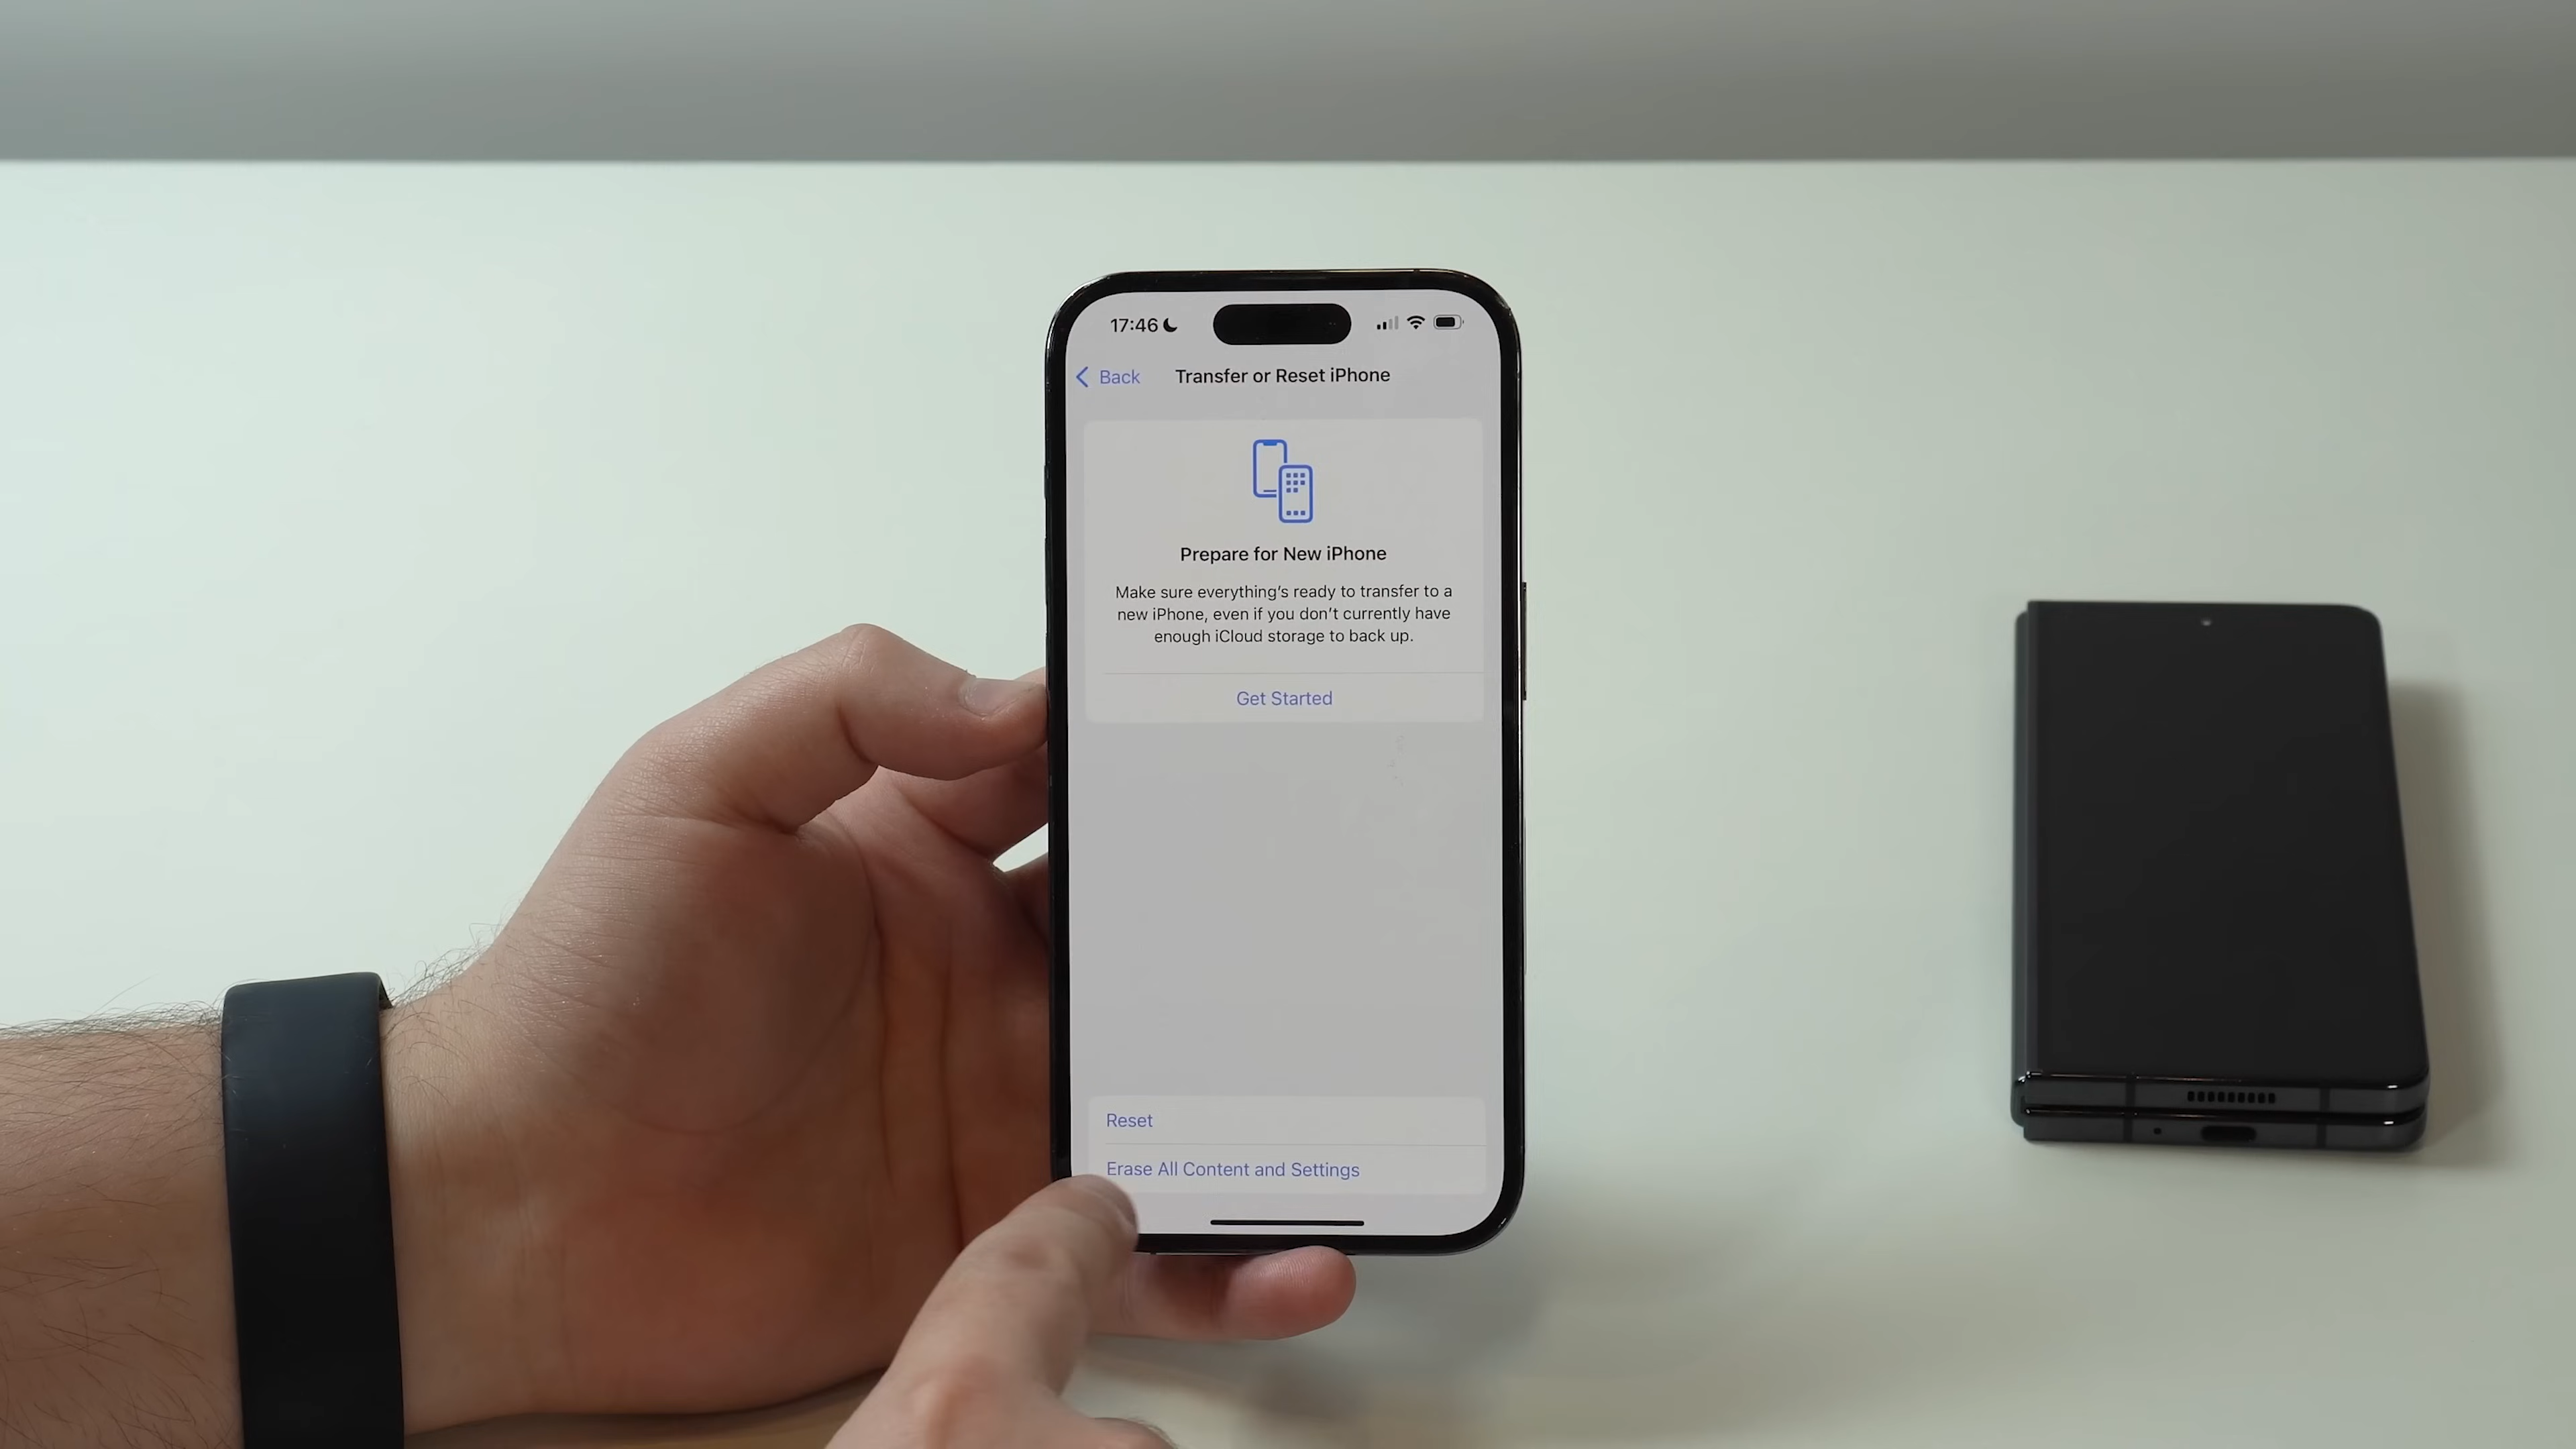 17:46
Back
Transfer or Reset iPhone
Prepare for New iPhone
Make sure everything's ready to transfer to a
new iPhone, even if you don't currently have
enough iCloud storage to back up.
Get Started
Reset
Erase All Content and Settings